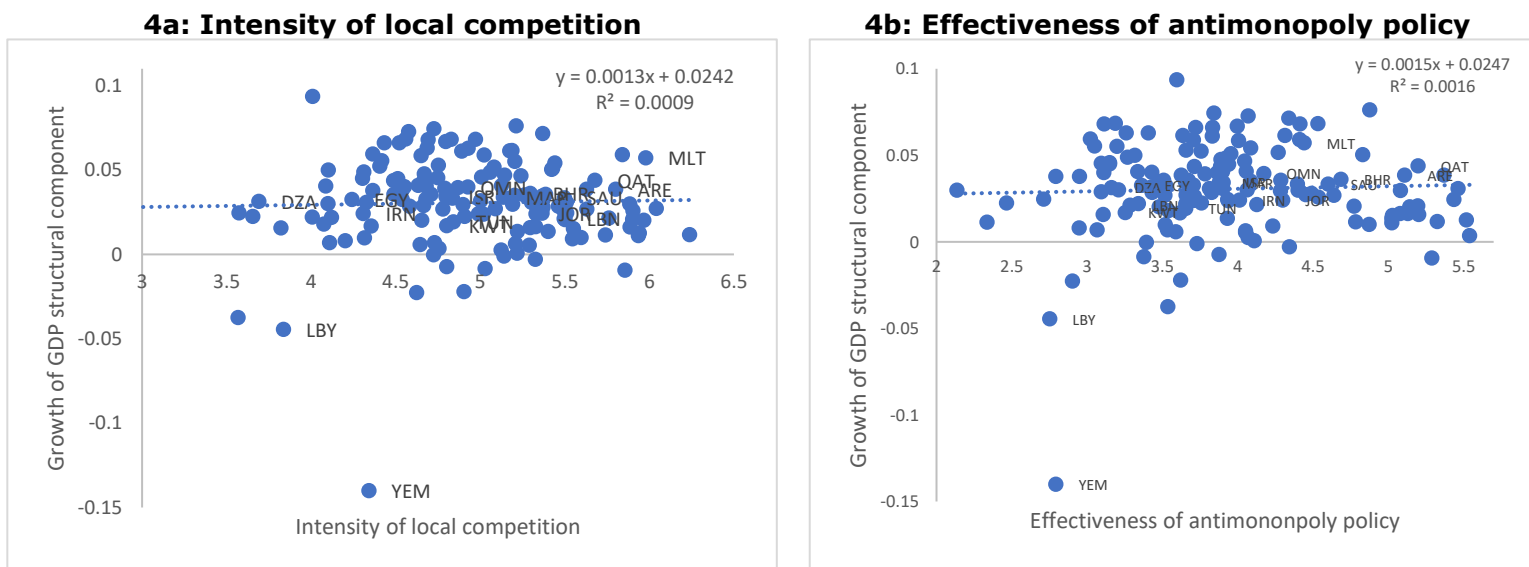 4a: Intensity of local competition
y = 0.0013x + 0.0242
R² = 0.0009
Growth of GDP structural component
0.1
0.05
0
-0.05
-0.1
-0.15
3
3.5
4
4.5
5
5.5
6
6.5
MLT
QAT
ARE
OMN
BHR
SAU
DZA
EGY
ISR
MAR
IRN
TUN
KWT
JOR
LBN
LBY
YEM
Intensity of local competition
4b: Effectiveness of antimonopoly policy
y = 0.0015x + 0.0247
R² = 0.0016
Growth of GDP structural component
0.1
0.05
0
-0.05
-0.1
-0.15
2
2.5
3
3.5
4
4.5
5
5.5
MLT
QAT
ARE
OMN
BHR
SAU
DZA
EGY
ISR
MAR
LBN
KWT
TUN
IRN
JOR
LBY
YEM
Effectiveness of antimononpoly policy